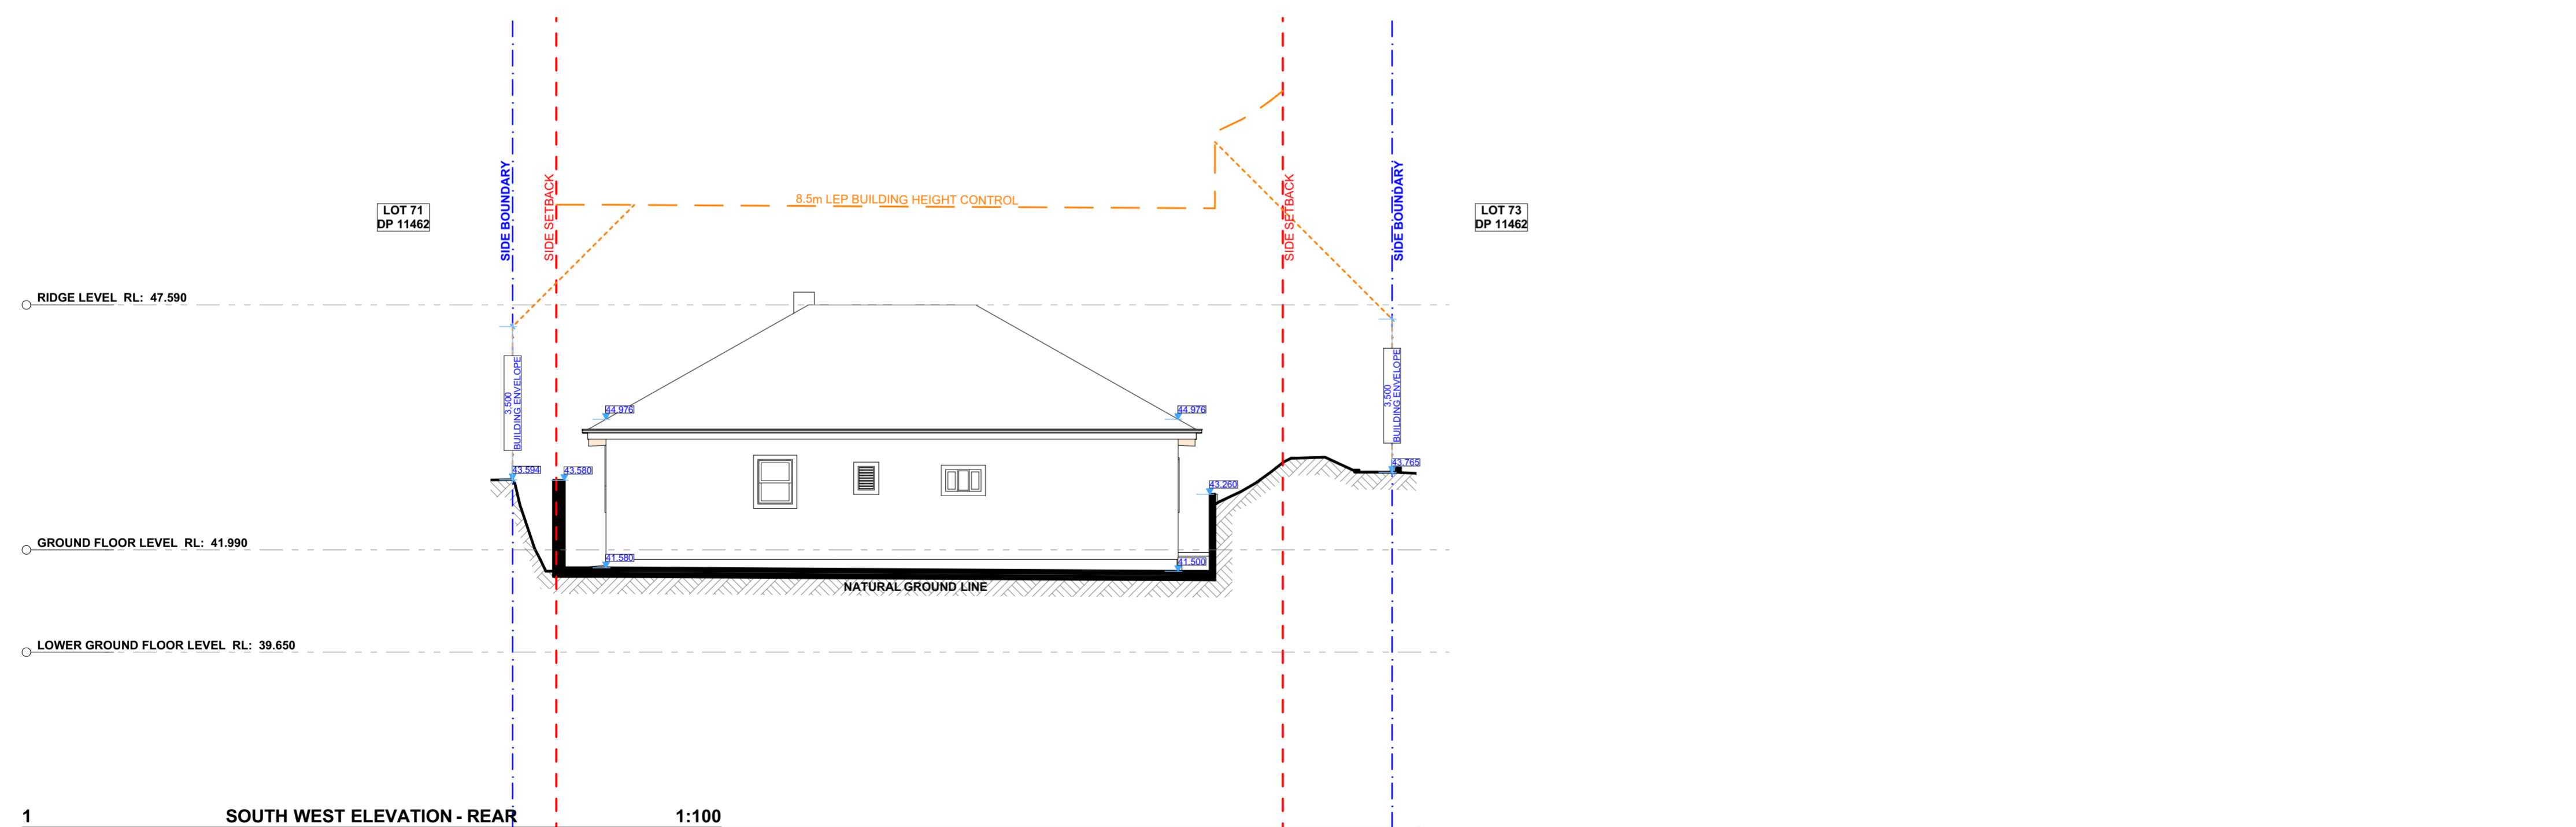 SIDE BOUNDARY
SIDE SETBACK
SIDE SETBACK
SIDE BOUNDARY
8.5m LEP BUILDING HEIGHT CONTROL
LOT 71
DP 11462
LOT 73
DP 11462
RIDGE LEVEL RL: 47.590
3,500
BUILDING ENVELOPE
3,500
BUILDING ENVELOPE
44.976
44.976
43.594
43.580
43.260
43.765
GROUND FLOOR LEVEL RL: 41.990
41.580
41.500
NATURAL GROUND LINE
LOWER GROUND FLOOR LEVEL RL: 39.650
1 SOUTH WEST ELEVATION - REAR 1:100